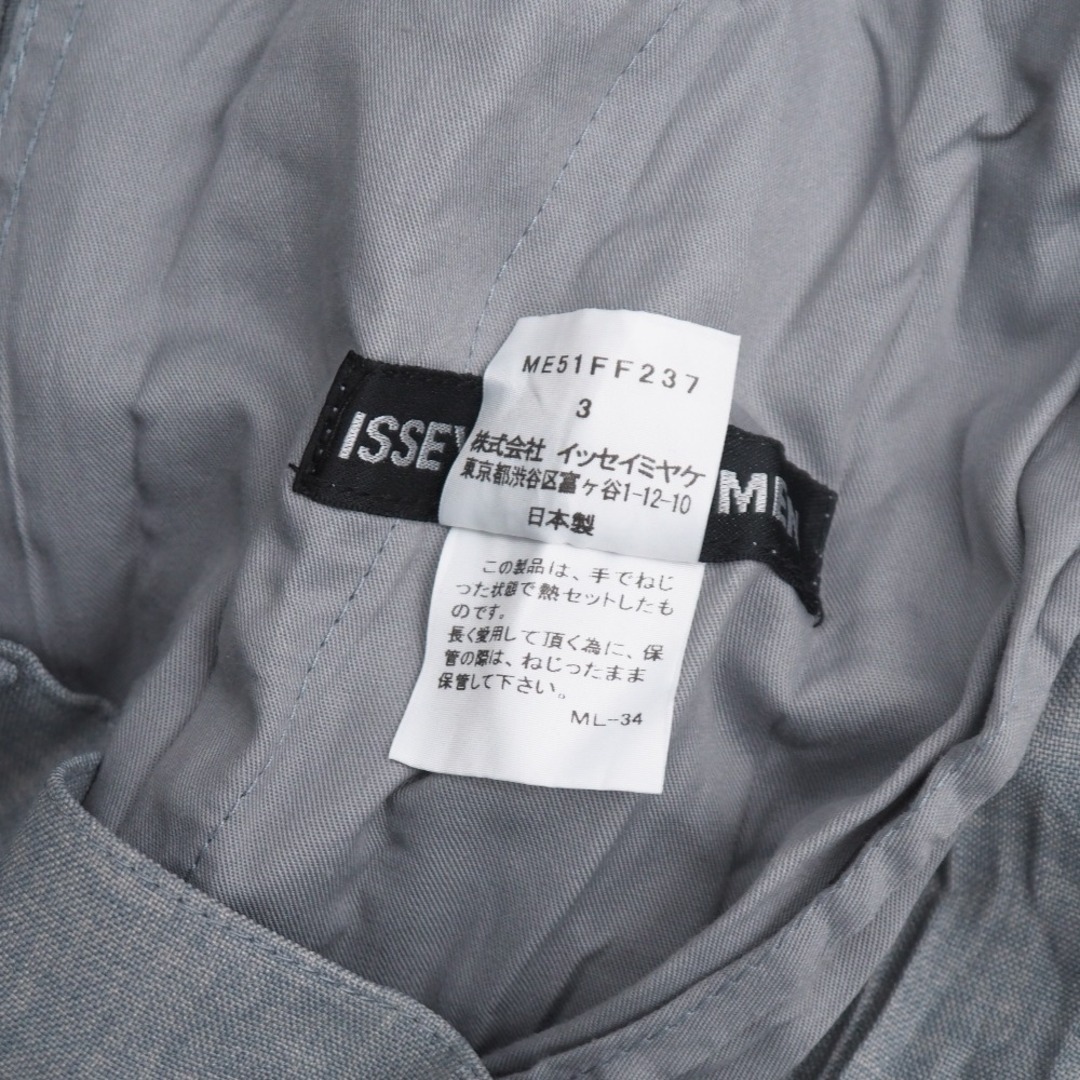 ME51FF237
3
ISSEY
MEN
株式会社 イッセイミヤケ
東京都渋谷区富ヶ谷1-12-10
日本製
この製品は、手でねじ
った状態で熱セットしたも
のです。
長く愛用して頂く為に、保
管の際は、ねじったまま
保管して下さい。
ML-34